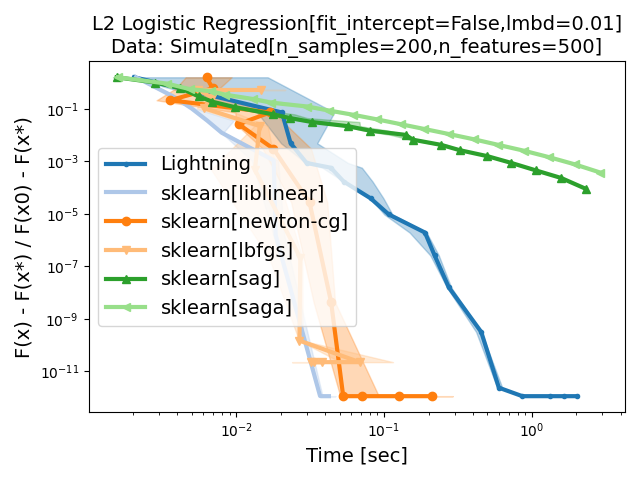 L2 Logistic Regression[fit_intercept=False,lmbd=0.01]
Data: Simulated[n_samples=200,n_features=500]
F(x) - F(x*) / F(x0) - F(x*)
10⁻¹
10⁻³
10⁻⁵
10⁻⁷
10⁻⁹
10⁻¹¹
Lightning
sklearn[liblinear]
sklearn[newton-cg]
sklearn[lbfgs]
sklearn[sag]
sklearn[saga]
10⁻² 10⁻¹ 10⁰
Time [sec]